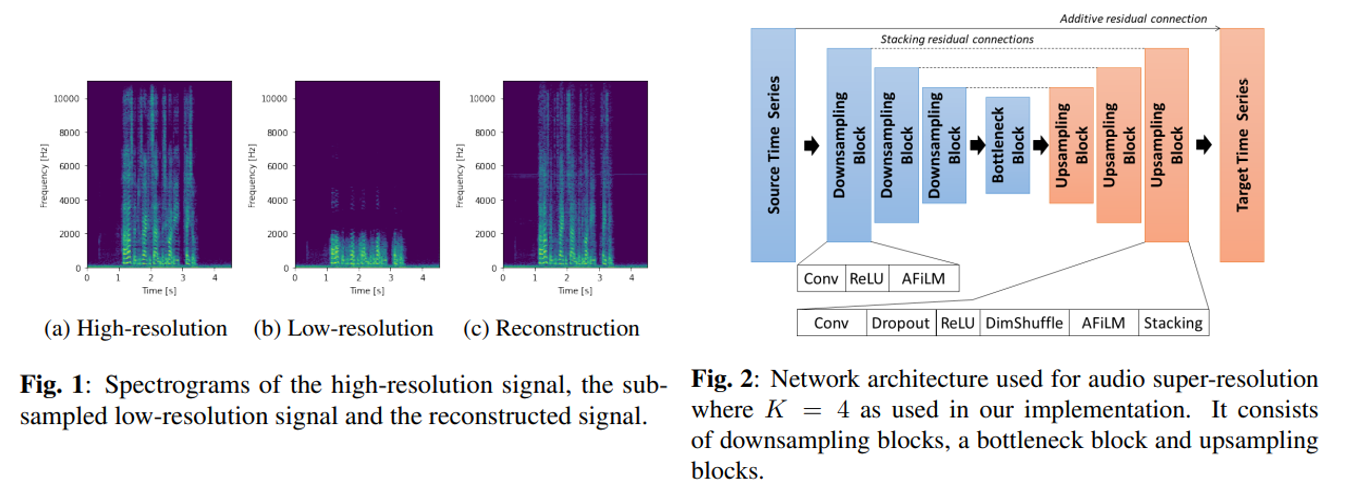 10000
8000
6000
4000
2000
0
Frequency [Hz]
0 1 2 3 4
Time [s]
(a) High-resolution
10000
8000
6000
4000
2000
0
Frequency [Hz]
0 1 2 3 4
Time [s]
(b) Low-resolution
10000
8000
6000
4000
2000
0
Frequency [Hz]
0 1 2 3 4
Time [s]
(c) Reconstruction
Fig. 1: Spectrograms of the high-resolution signal, the sub-
sampled low-resolution signal and the reconstructed signal.
Additive residual connection
Stacking residual connections
Source Time Series
Downsampling
Block
Downsampling
Block
Downsampling
Block
Bottleneck
Block
Upsampling
Block
Upsampling
Block
Upsampling
Block
Target Time Series
Conv ReLU AFiLM
Conv Dropout ReLU DimShuffle AFiLM Stacking
Fig. 2: Network architecture used for audio super-resolution
where K = 4 as used in our implementation. It consists
of downsampling blocks, a bottleneck block and upsampling
blocks.